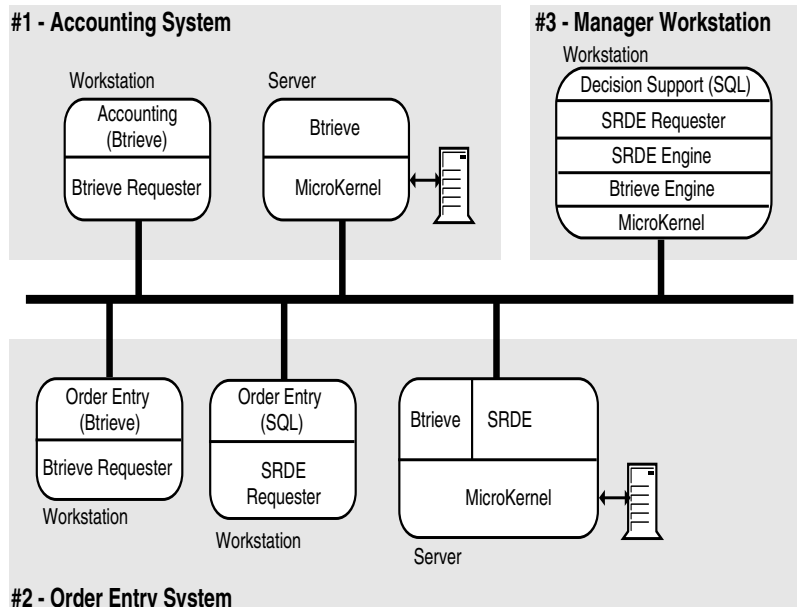 #1 - Accounting System
Workstation
Accounting
(Btrieve)
Btrieve Requester
Server
Btrieve
MicroKernel
#3 - Manager Workstation
Workstation
Decision Support (SQL)
SRDE Requester
SRDE Engine
Btrieve Engine
MicroKernel
Order Entry
(Btrieve)
Btrieve Requester
Workstation
Order Entry
(SQL)
SRDE
Requester
Workstation
Btrieve
SRDE
MicroKernel
Server
#2 - Order Entry System